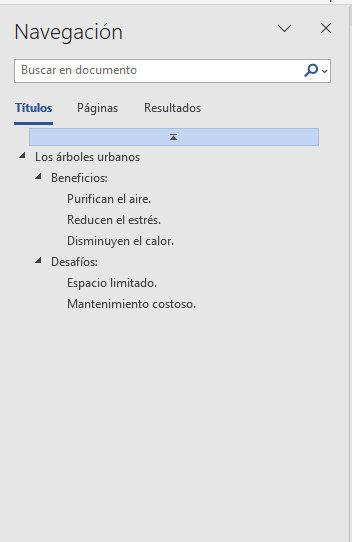 Navegación
Buscar en documento
Títulos Páginas Resultados
Los árboles urbanos
Beneficios:
Purifican el aire.
Reducen el estrés.
Disminuyen el calor.
Desafíos:
Espacio limitado.
Mantenimiento costoso.